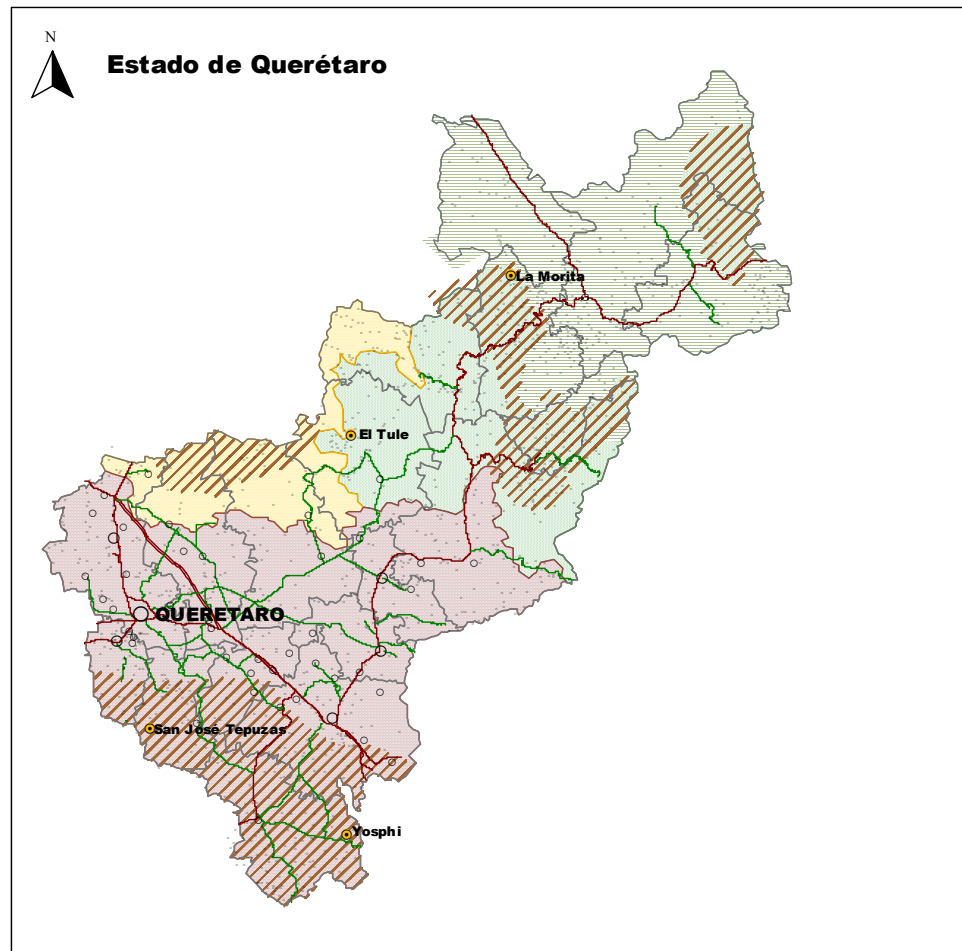 N
Estado de Querétaro
La Morita
El Tule
QUERETARO
San José Tepuzas
Yosphi